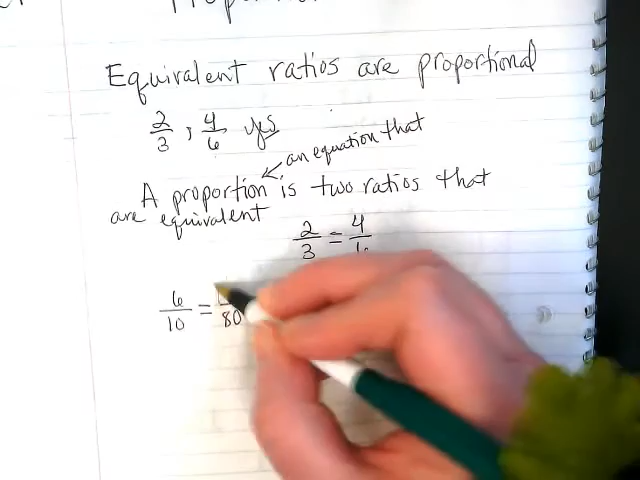 Equivalent ratios are proportional
2/3 ; 4/6 yes
an equation that
A proportion is two ratios that
are equivalent
2/3 = 4/6
6/10 = /80